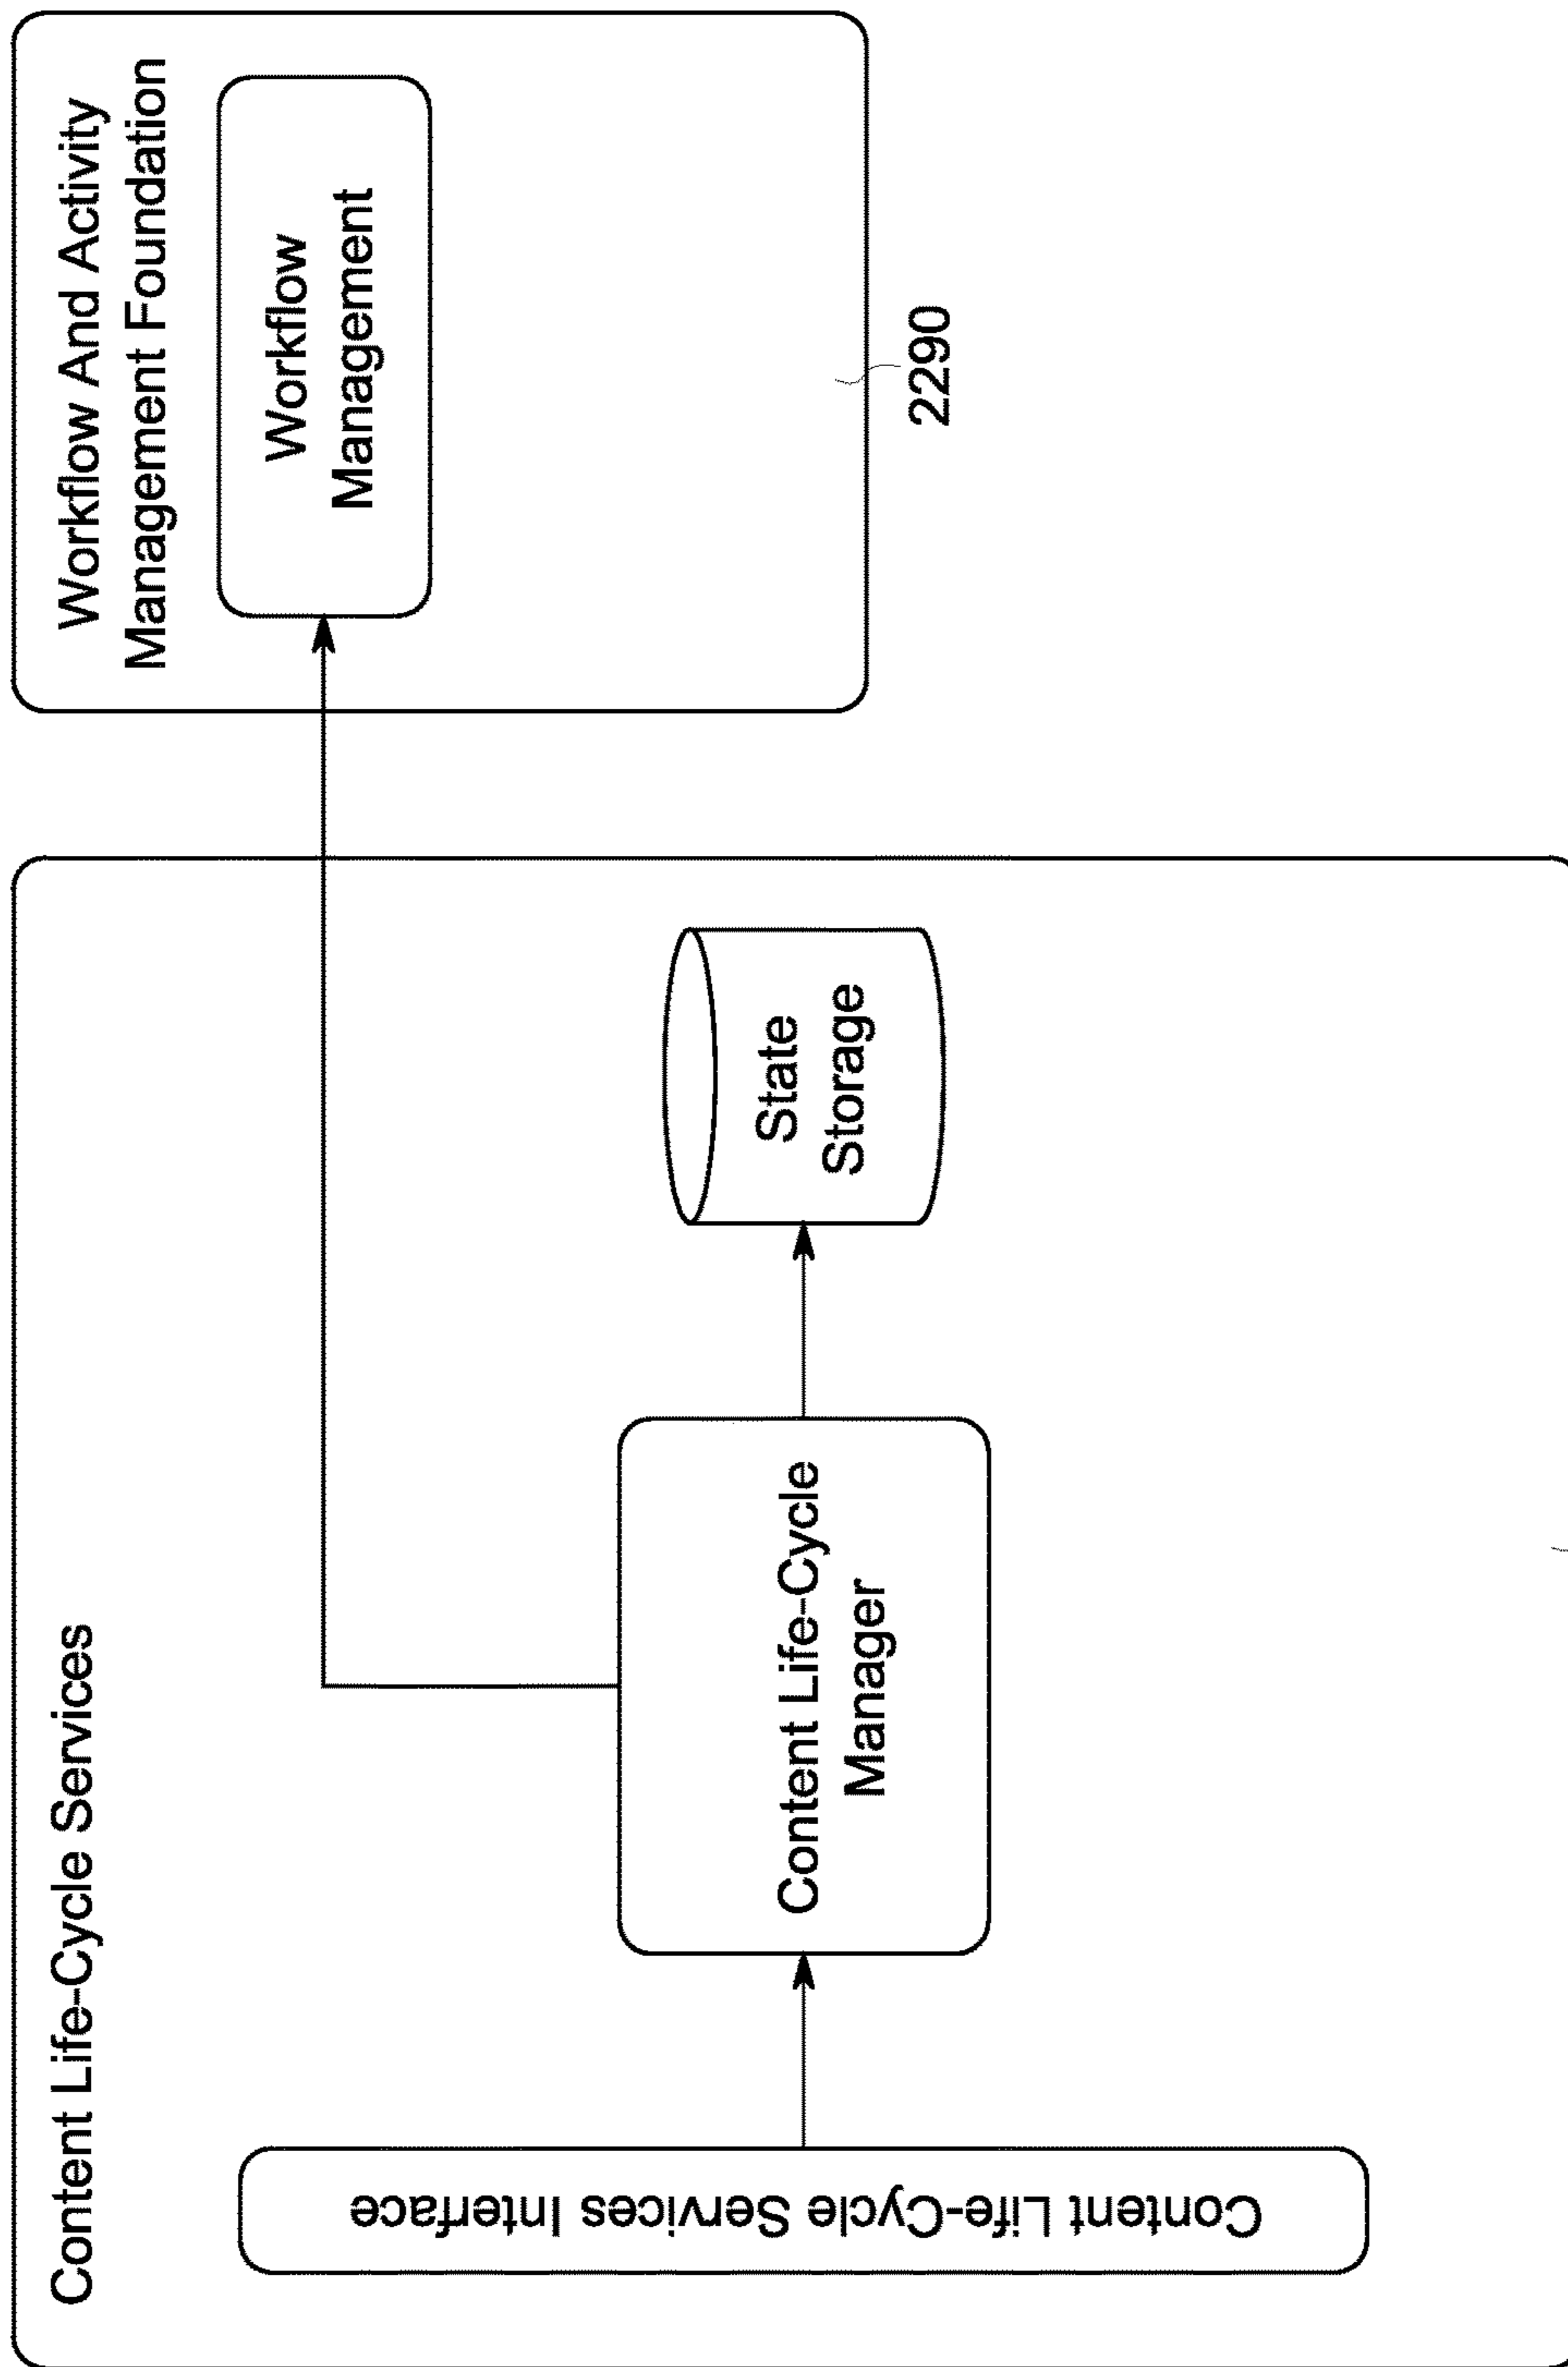 Content Life-Cycle Services
Content Life-Cycle Services Interface
Content Life-Cycle
Manager
State
Storage
Workflow And Activity
Management Foundation
Workflow
Management
2290